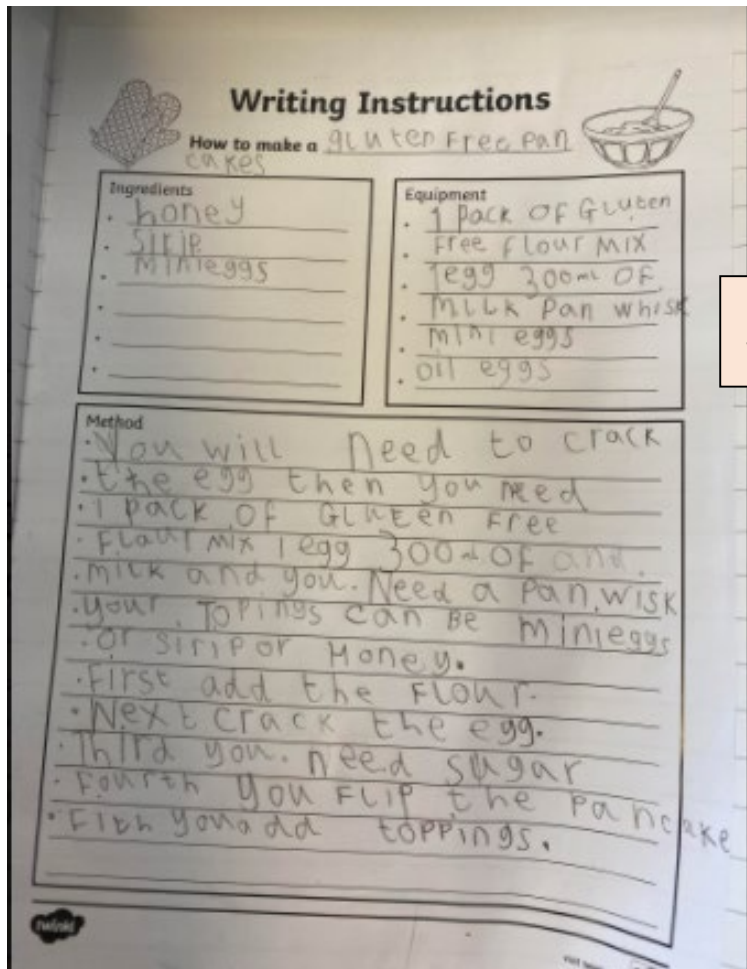 Writing Instructions
How to make a gluten Free Pan
cakes
Ingredients
honey
Sirip
minieggs
Equipment
1 Pack OF Gluten
Free flour Mix
1egg 300ml OF
Milk Pan whisk
Mini eggs
oil eggs
Method
You will need to crack
the egg then you need
1 pack OF Gluten Free
Flour Mix 1 egg 300ml OF and
milk and you. Need a Pan, wisk
your Topings can Be minieggs
or sirip or Honey.
First add the Flour.
Next crack the egg.
Third you. need sugar
Fourth you FLIP the Pancake
Fith you add toppings.
twinkl